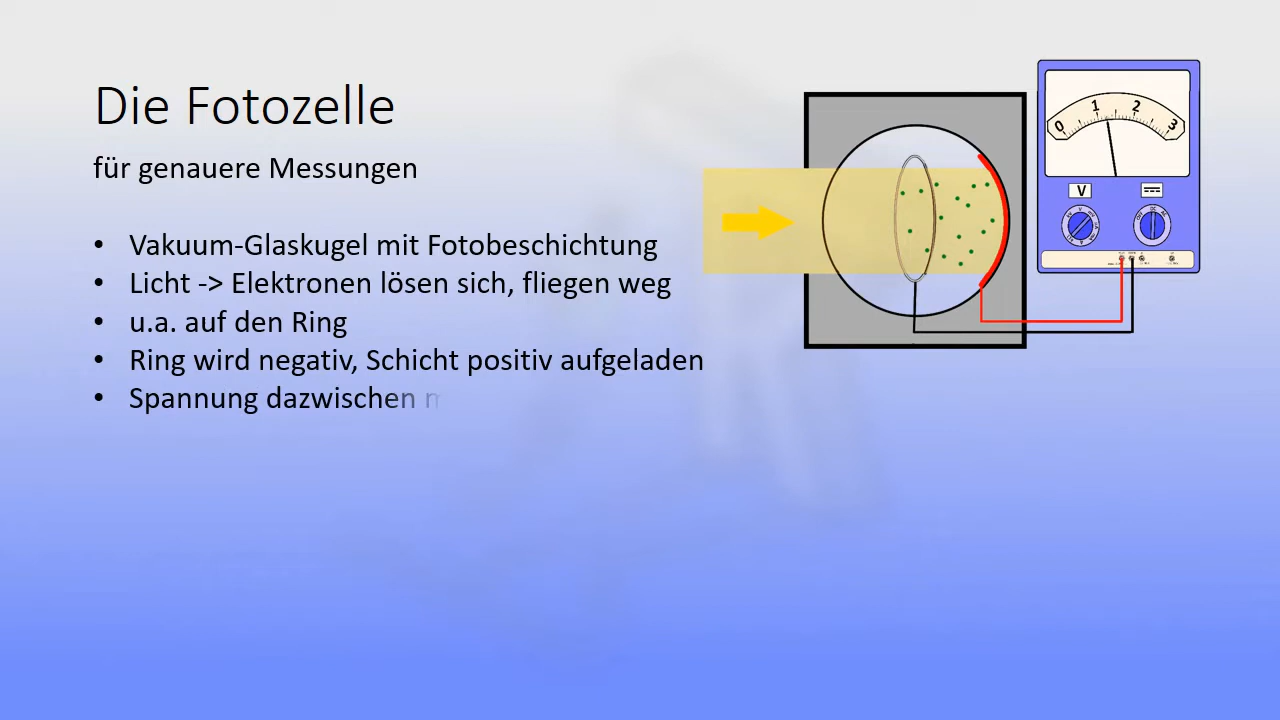 Die Fotozelle
für genauere Messungen
• Vakuum-Glaskugel mit Fotobeschichtung
• Licht -> Elektronen lösen sich, fliegen weg
• u.a. auf den Ring
• Ring wird negativ, Schicht positiv aufgeladen
• Spannung dazwischen m
0 1 2 3
V